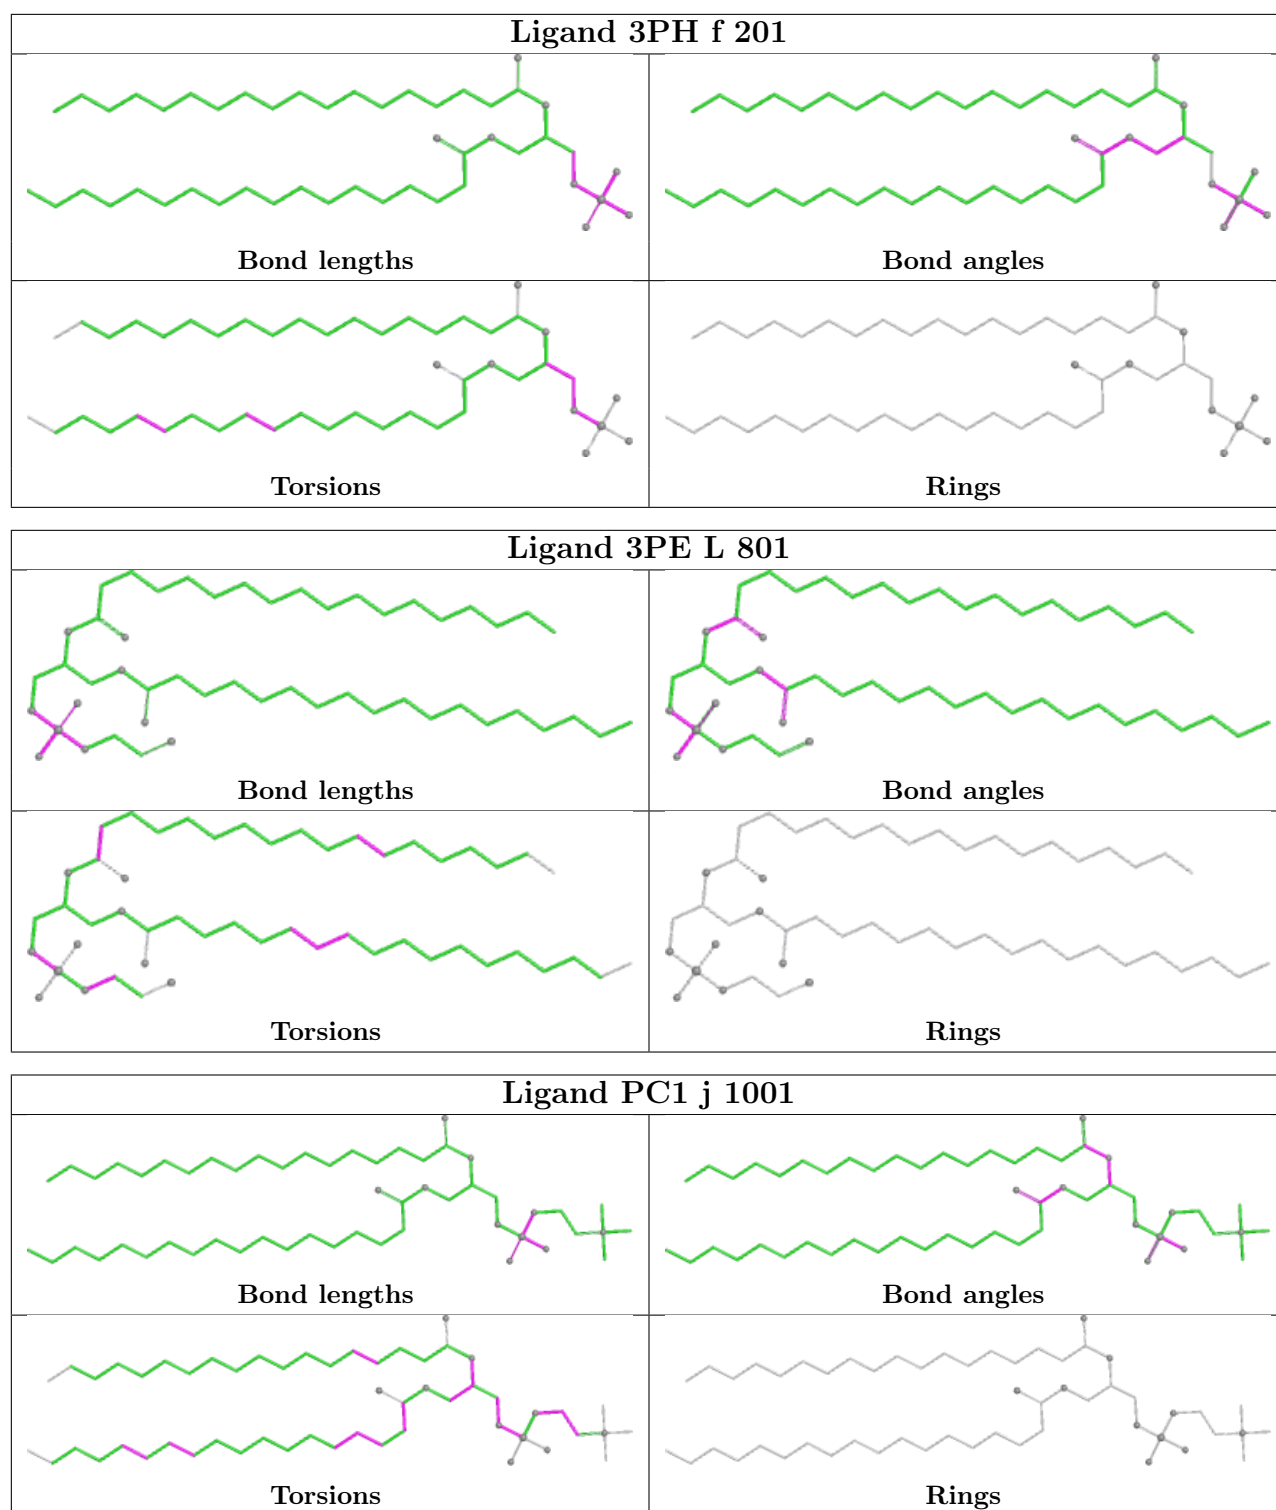 Ligand 3PH f 201
Bond lengths
Bond angles
Torsions
Rings
Ligand 3PE L 801
Bond lengths
Bond angles
Torsions
Rings
Ligand PC1 j 1001
Bond lengths
Bond angles
Torsions
Rings